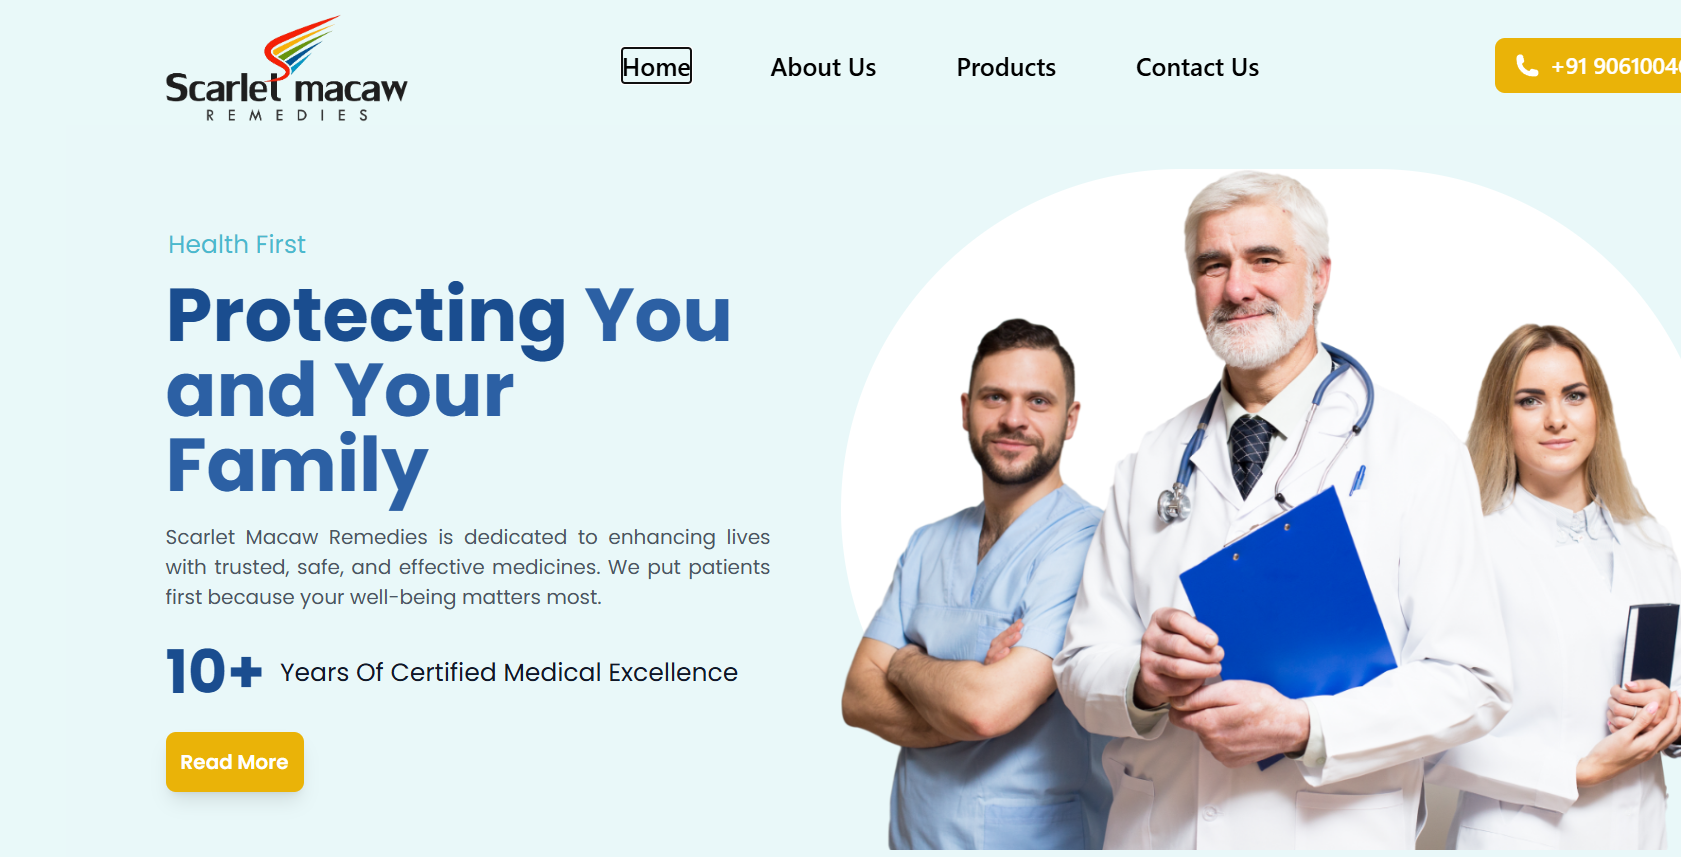 Scarlet macaw
REMEDIES
Home
About Us
Products
Contact Us
+91 9061004
Health First
Protecting You
and Your
Family
Scarlet Macaw Remedies is dedicated to enhancing lives
with trusted, safe, and effective medicines. We put patients
first because your well-being matters most.
10+ Years Of Certified Medical Excellence
Read More